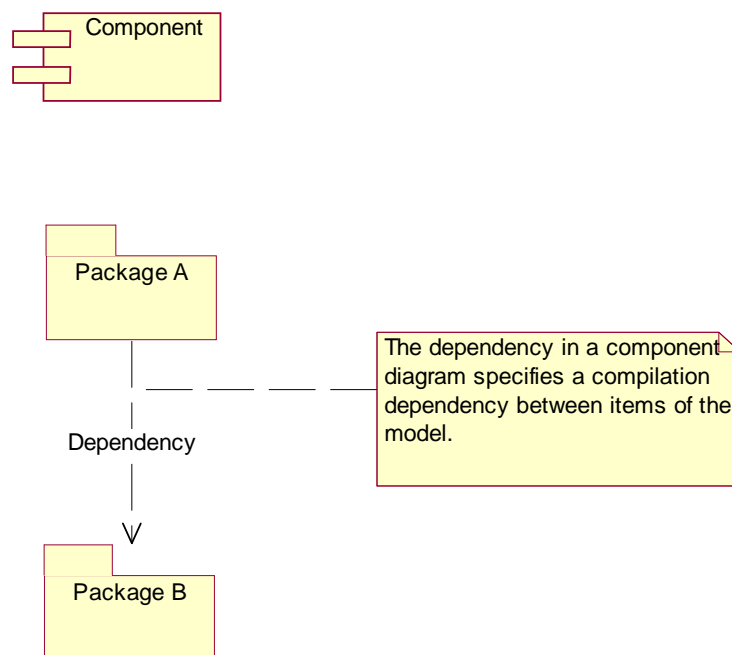 Component
Package A
The dependency in a component
diagram specifies a compilation
dependency between items of the
model.
Dependency
Package B